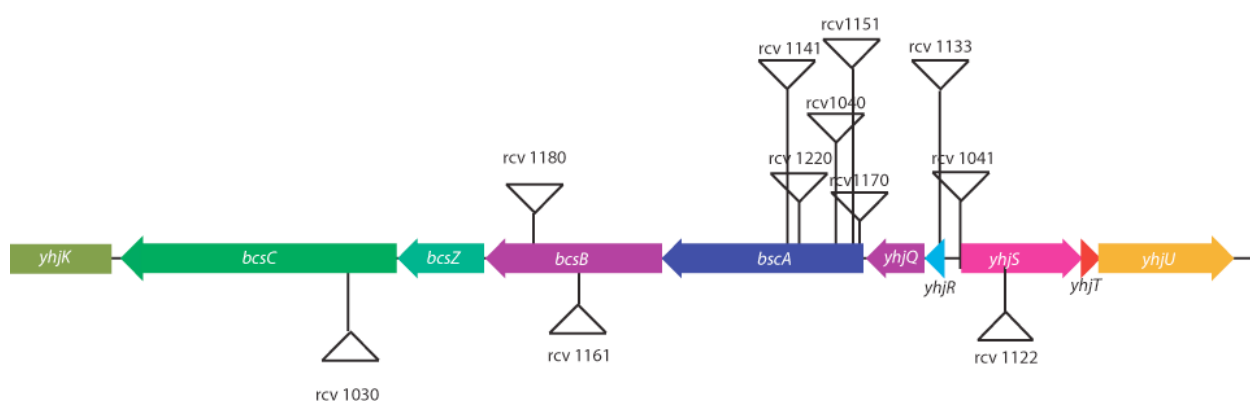 rcv1151
rcv 1141
rcv 1133
rcv1040
rcv 1180
rcv 1220
rcv 1041
rcv1170
yhjK
bcsC
bcsZ
bcsB
bscA
yhjQ
yhjS
yhjU
yhjR
yhjT
rcv 1161
rcv 1122
rcv 1030